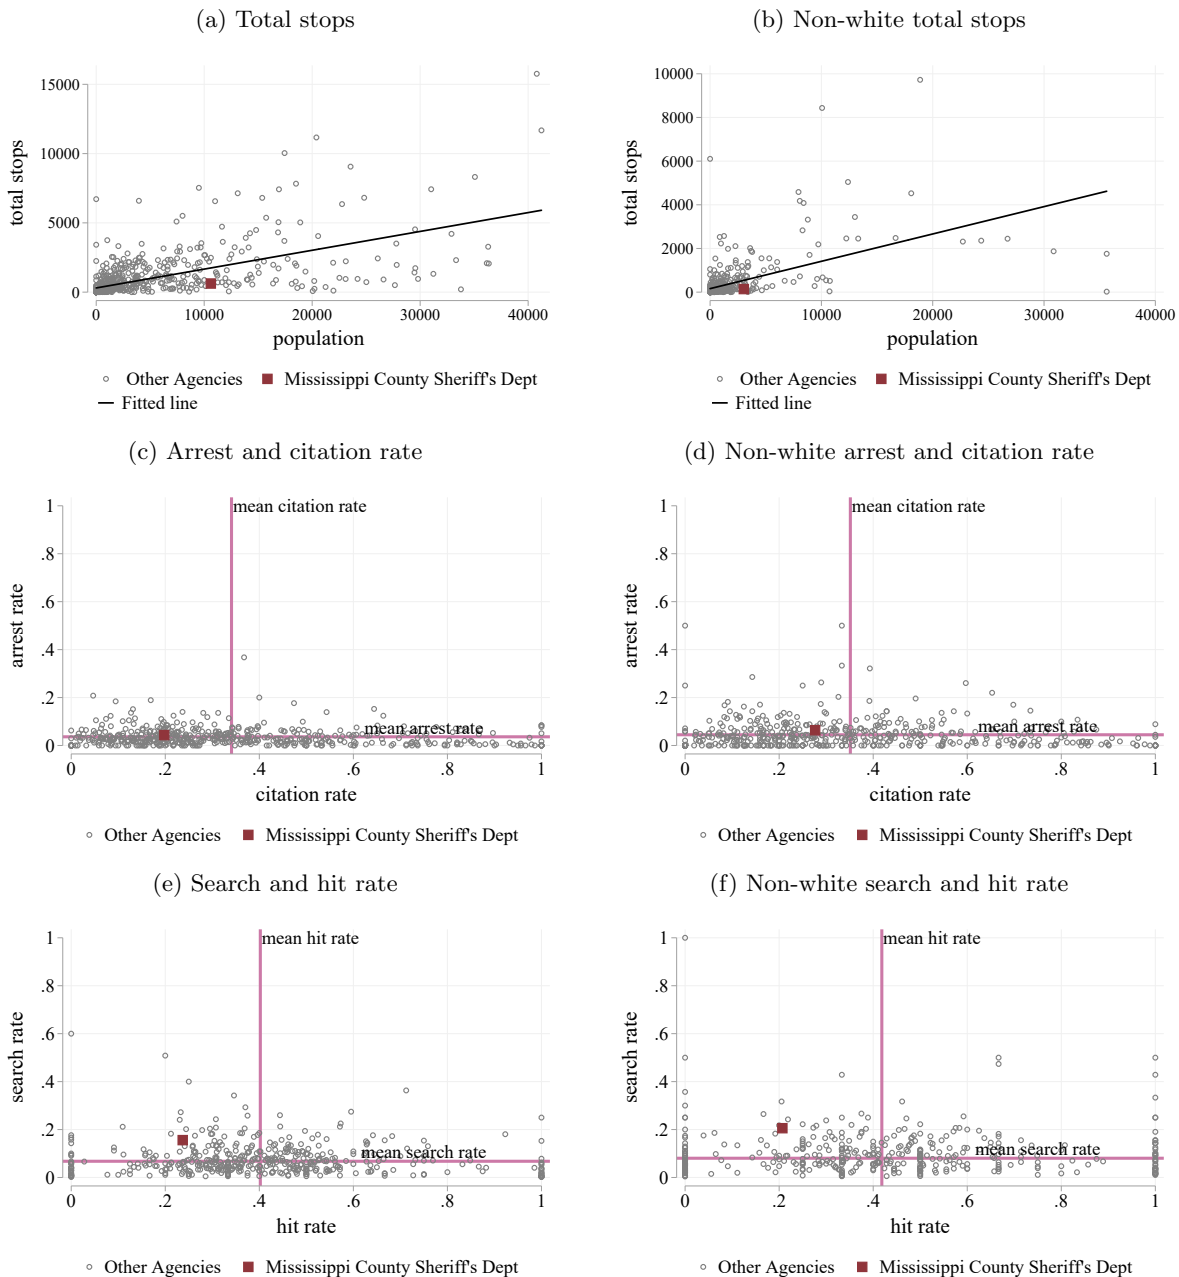 (a) Total stops
(b) Non-white total stops
total stops
15000
10000
5000
0
0 10000 20000 30000 40000
population
Other Agencies Mississippi County Sheriff's Dept
Fitted line
total stops
10000
8000
6000
4000
2000
0
0 10000 20000 30000 40000
population
Other Agencies Mississippi County Sheriff's Dept
Fitted line
(c) Arrest and citation rate
(d) Non-white arrest and citation rate
arrest rate
1
.8
.6
.4
.2
0
mean citation rate
mean arrest rate
0 .2 .4 .6 .8 1
citation rate
Other Agencies Mississippi County Sheriff's Dept
arrest rate
1
.8
.6
.4
.2
0
mean citation rate
mean arrest rate
0 .2 .4 .6 .8 1
citation rate
Other Agencies Mississippi County Sheriff's Dept
(e) Search and hit rate
(f) Non-white search and hit rate
search rate
1
.8
.6
.4
.2
0
mean hit rate
mean search rate
0 .2 .4 .6 .8 1
hit rate
Other Agencies Mississippi County Sheriff's Dept
search rate
1
.8
.6
.4
.2
0
mean hit rate
mean search rate
0 .2 .4 .6 .8 1
hit rate
Other Agencies Mississippi County Sheriff's Dept